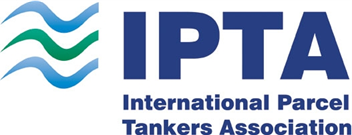 IPTA
International Parcel
Tankers Association